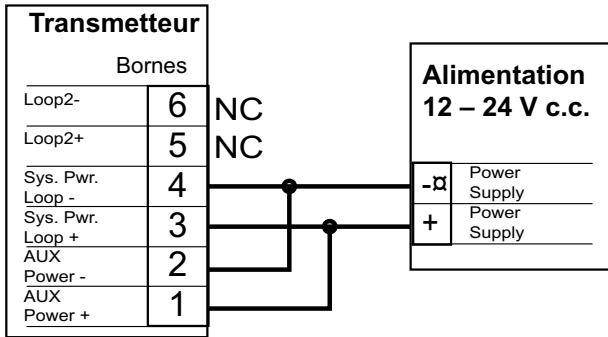 Transmetteur
Bornes
Loop2- 6 NC
Loop2+ 5 NC
Sys. Pwr.
Loop - 4
Sys. Pwr.
Loop + 3
AUX
Power - 2
AUX
Power + 1
Alimentation
12 – 24 V c.c.
-¤ Power
Supply
+ Power
Supply